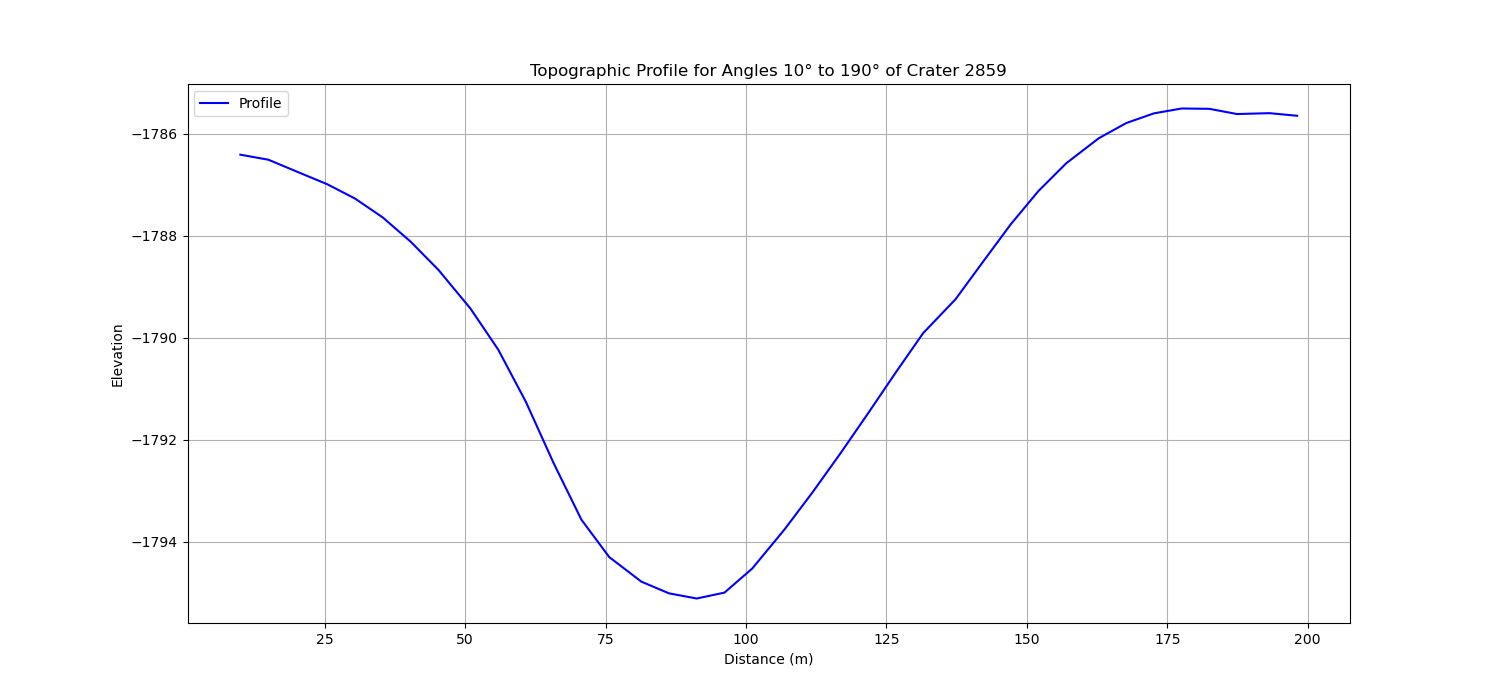 Topographic Profile for Angles 10° to 190° of Crater 2859
Profile
−1786
−1788
−1790
−1792
−1794
Elevation
25 50 75 100 125 150 175 200
Distance (m)